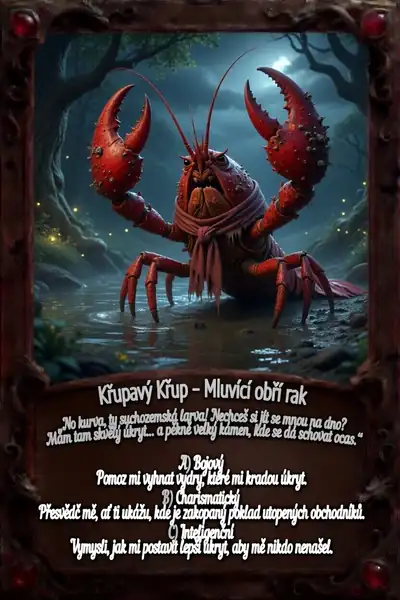 Křupavý Křup – Mluvící obří rak
„No kurva, ty suchozemská larva! Nechceš si jít se mnou na dno?
Mám tam skvělý úkryt... a pěkně velký kámen, kde se dá schovat ocas.“
A) Bojový
Pomoz mi vyhnat vydry, které mi kradou úkryt.
B) Charismatický
Přesvědč mě, ať ti ukážu, kde je zakopaný poklad utopených obchodníků.
C) Inteligenční
Vymysli, jak mi postavit lepší úkryt, aby mě nikdo nenašel.